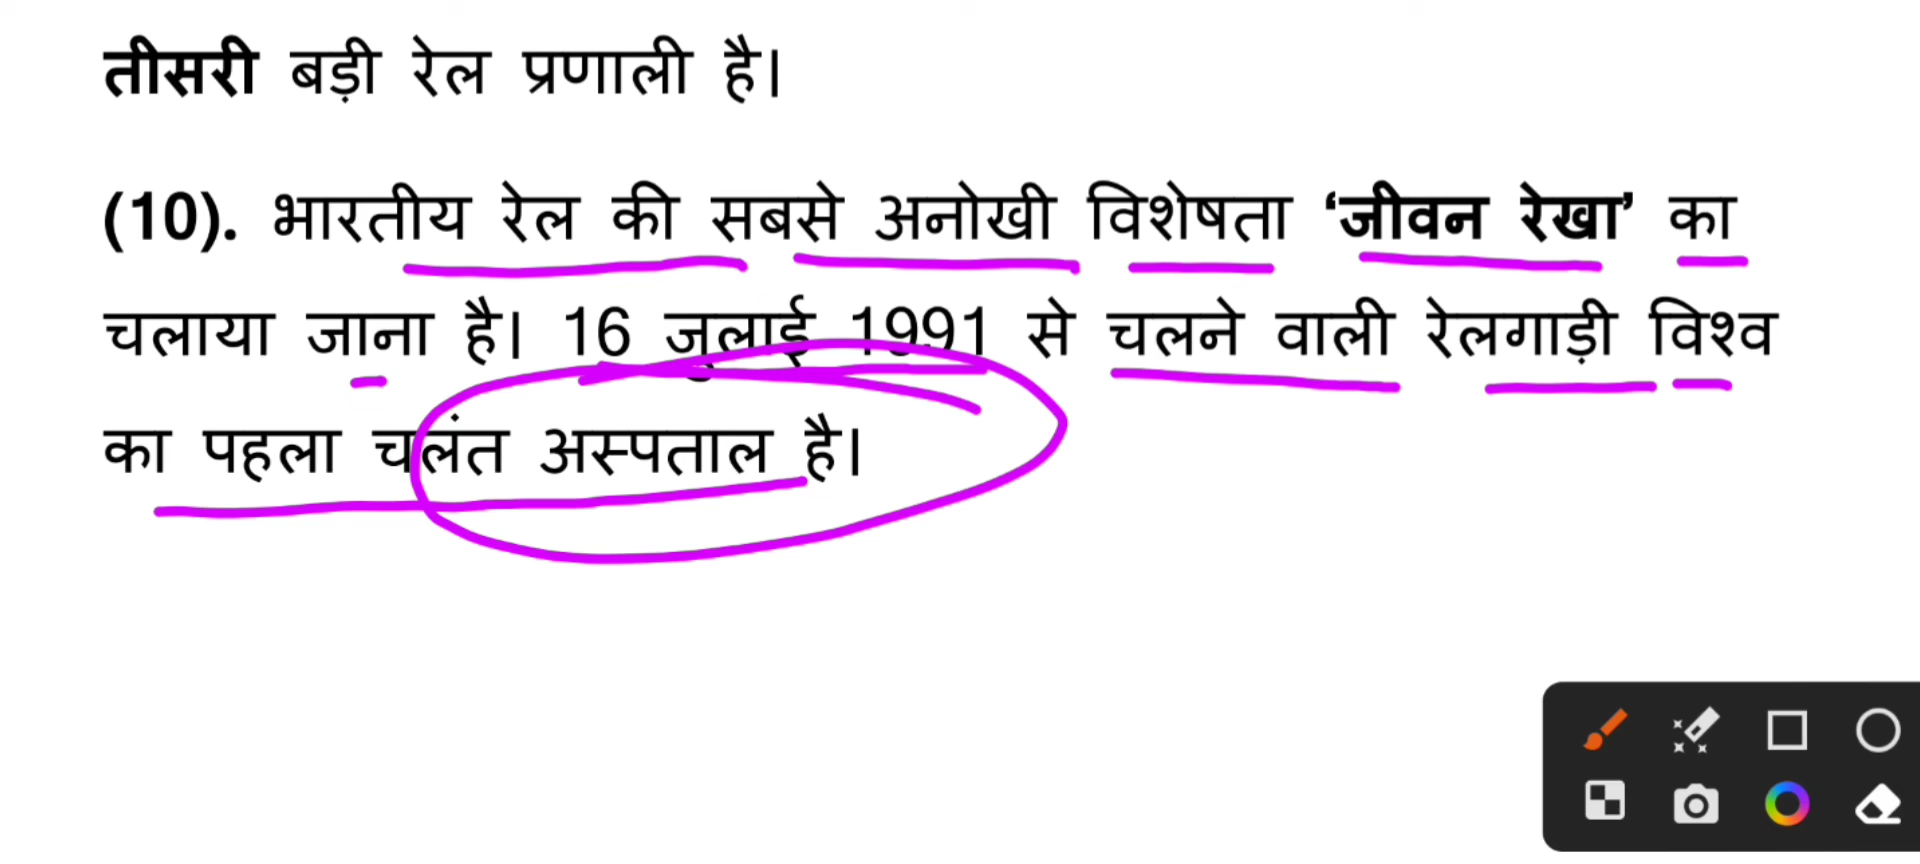 तीसरी बड़ी रेल प्रणाली है।
(10). भारतीय रेल की सबसे अनोखी विशेषता ‘जीवन रेखा’ का
चलाया जाना है। 16 जुलाई 1991 से चलने वाली रेलगाड़ी विश्व
का पहला चलंत अस्पताल है।